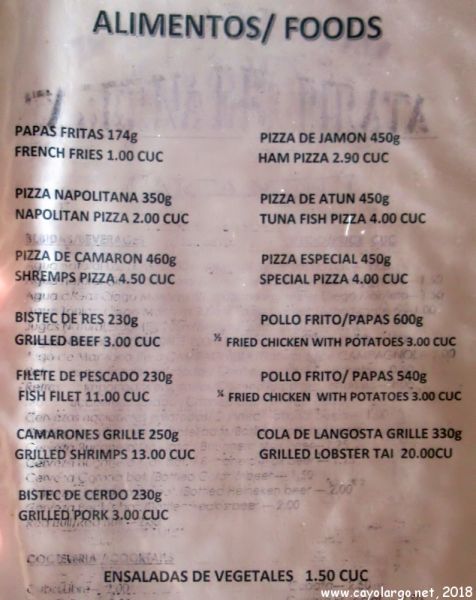 ALIMENTOS/ FOODS
PAPAS FRITAS 174g
FRENCH FRIES 1.00 CUC
PIZZA DE JAMON 450g
HAM PIZZA 2.90 CUC
PIZZA NAPOLITANA 350g
NAPOLITAN PIZZA 2.00 CUC
PIZZA DE ATUN 450g
TUNA FISH PIZZA 4.00 CUC
PIZZA DE CAMARON 460g
SHREMPS PIZZA 4.50 CUC
PIZZA ESPECIAL 450g
SPECIAL PIZZA 4.00 CUC
BISTEC DE RES 230g
GRILLED BEEF 3.00 CUC
POLLO FRITO/PAPAS 600g
½ FRIED CHICKEN WITH POTATOES 3.00 CUC
FILETE DE PESCADO 230g
FISH FILET 11.00 CUC
POLLO FRITO/ PAPAS 540g
¼ FRIED CHICKEN WITH POTATOES 3.00 CUC
CAMARONES GRILLE 250g
GRILLED SHRIMPS 13.00 CUC
COLA DE LANGOSTA GRILLE 330g
GRILLED LOBSTER TAI 20.00CU
BISTEC DE CERDO 230g
GRILLED PORK 3.00 CUC
ENSALADAS DE VEGETALES 1.50 CUC
www.cayolargo.net, 2018